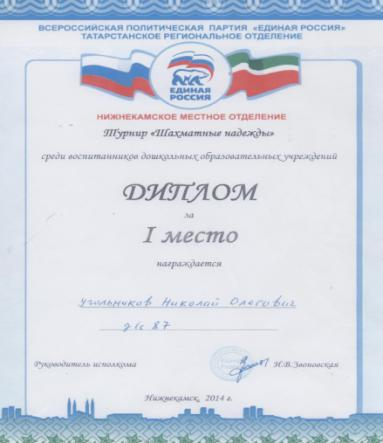 ВСЕРОССИЙСКАЯ ПОЛИТИЧЕСКАЯ ПАРТИЯ «ЕДИНАЯ РОССИЯ»
ТАТАРСТАНСКОЕ РЕГИОНАЛЬНОЕ ОТДЕЛЕНИЕ
ЕДИНАЯ
РОССИЯ
НИЖНЕКАМСКОЕ МЕСТНОЕ ОТДЕЛЕНИЕ
Турнир «Шахматные надежды»
среди воспитанников дошкольных образовательных учреждений
ДИПЛОМ
за
I место
награждается
Угольников Николай Олегович
д/с 87
Руководитель исполкома
Н.В.Звоновская
Нижнекамск, 2014 г.